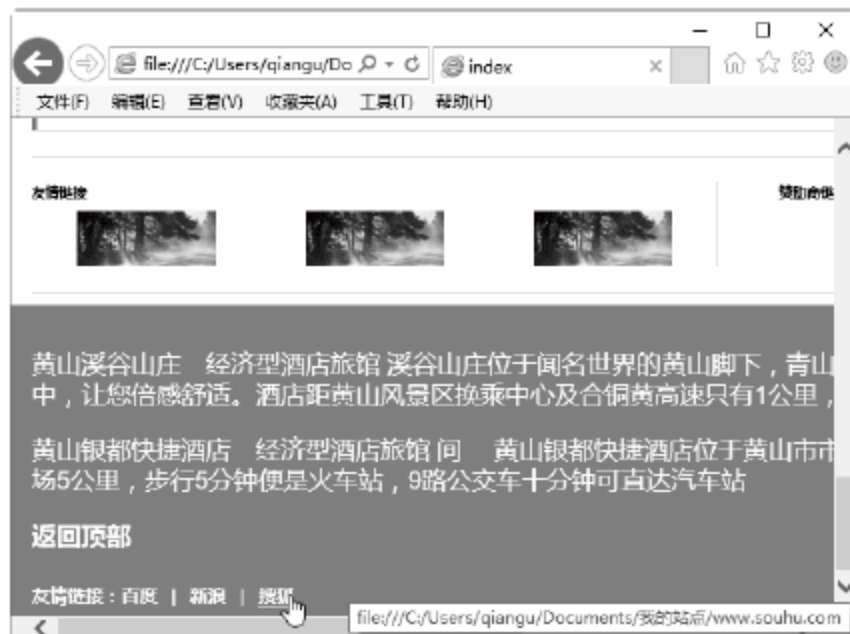 file:///C:/Users/qiangu/Do
index
文件(F) 编辑(E) 查看(V) 收藏夹(A) 工具(T) 帮助(H)
友情链接
赞助商链
黄山溪谷山庄 经济型酒店旅馆 溪谷山庄位于闻名世界的黄山脚下，青山
中，让您倍感舒适。酒店距黄山风景区换乘中心及合铜黄高速只有1公里，
黄山银都快捷酒店 经济型酒店旅馆 间 黄山银都快捷酒店位于黄山市市
场5公里，步行5分钟便是火车站，9路公交车十分钟可直达汽车站
返回顶部
友情链接：百度 | 新浪 | 搜狐
file:///C:/Users/qiangu/Documents/我的站点/www.souhu.com